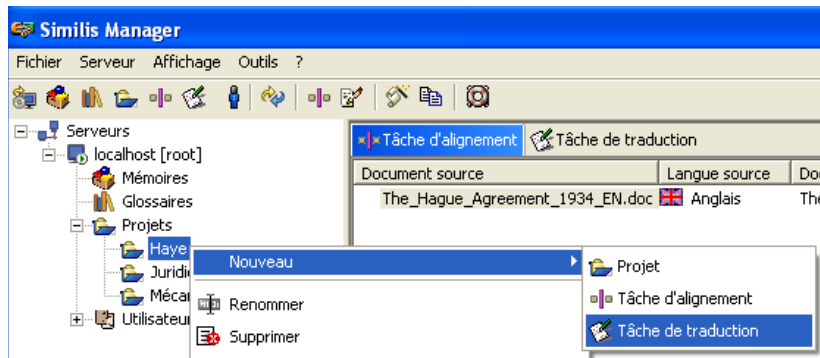 Similis Manager
Fichier Serveur Affichage Outils ?
Serveurs
localhost [root]
Mémoires
Glossaires
Projets
Haye
Juridi
Mécan
Utilisateur
Tâche d'alignement Tâche de traduction
Document source Langue source Do
The_Hague_Agreement_1934_EN.doc Anglais The
Nouveau
Renommer
Supprimer
Projet
Tâche d'alignement
Tâche de traduction